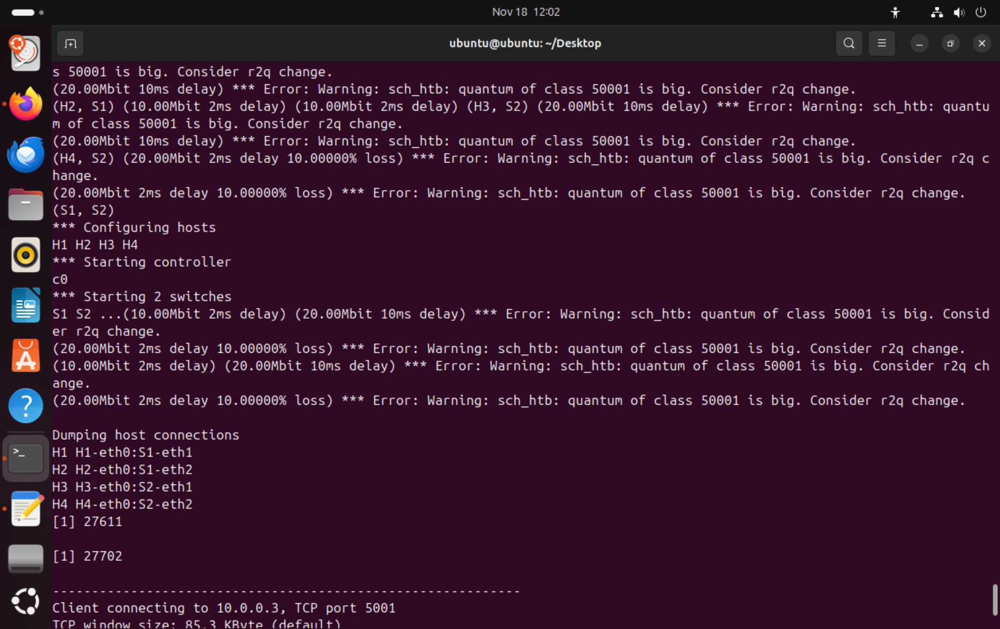 Nov 18 12:02
ubuntu@ubuntu: ~/Desktop
s 50001 is big. Consider r2q change.
(20.00Mbit 10ms delay) *** Error: Warning: sch_htb: quantum of class 50001 is big. Consider r2q change.
(H2, S1) (10.00Mbit 2ms delay) (10.00Mbit 2ms delay) (H3, S2) (20.00Mbit 10ms delay) *** Error: Warning: sch_htb: quantu
m of class 50001 is big. Consider r2q change.
(20.00Mbit 10ms delay) *** Error: Warning: sch_htb: quantum of class 50001 is big. Consider r2q change.
(H4, S2) (20.00Mbit 2ms delay 10.00000% loss) *** Error: Warning: sch_htb: quantum of class 50001 is big. Consider r2q c
hange.
(20.00Mbit 2ms delay 10.00000% loss) *** Error: Warning: sch_htb: quantum of class 50001 is big. Consider r2q change.
(S1, S2)
*** Configuring hosts
H1 H2 H3 H4
*** Starting controller
c0
*** Starting 2 switches
S1 S2 ...(10.00Mbit 2ms delay) (20.00Mbit 10ms delay) *** Error: Warning: sch_htb: quantum of class 50001 is big. Consid
er r2q change.
(20.00Mbit 2ms delay 10.00000% loss) *** Error: Warning: sch_htb: quantum of class 50001 is big. Consider r2q change.
(10.00Mbit 2ms delay) (20.00Mbit 10ms delay) *** Error: Warning: sch_htb: quantum of class 50001 is big. Consider r2q ch
ange.
(20.00Mbit 2ms delay 10.00000% loss) *** Error: Warning: sch_htb: quantum of class 50001 is big. Consider r2q change.
Dumping host connections
H1 H1-eth0:S1-eth1
H2 H2-eth0:S1-eth2
H3 H3-eth0:S2-eth1
H4 H4-eth0:S2-eth2
[1] 27611
[1] 27702
------------------------------------------------------------
Client connecting to 10.0.0.3, TCP port 5001
TCP window size: 85.3 KByte (default)